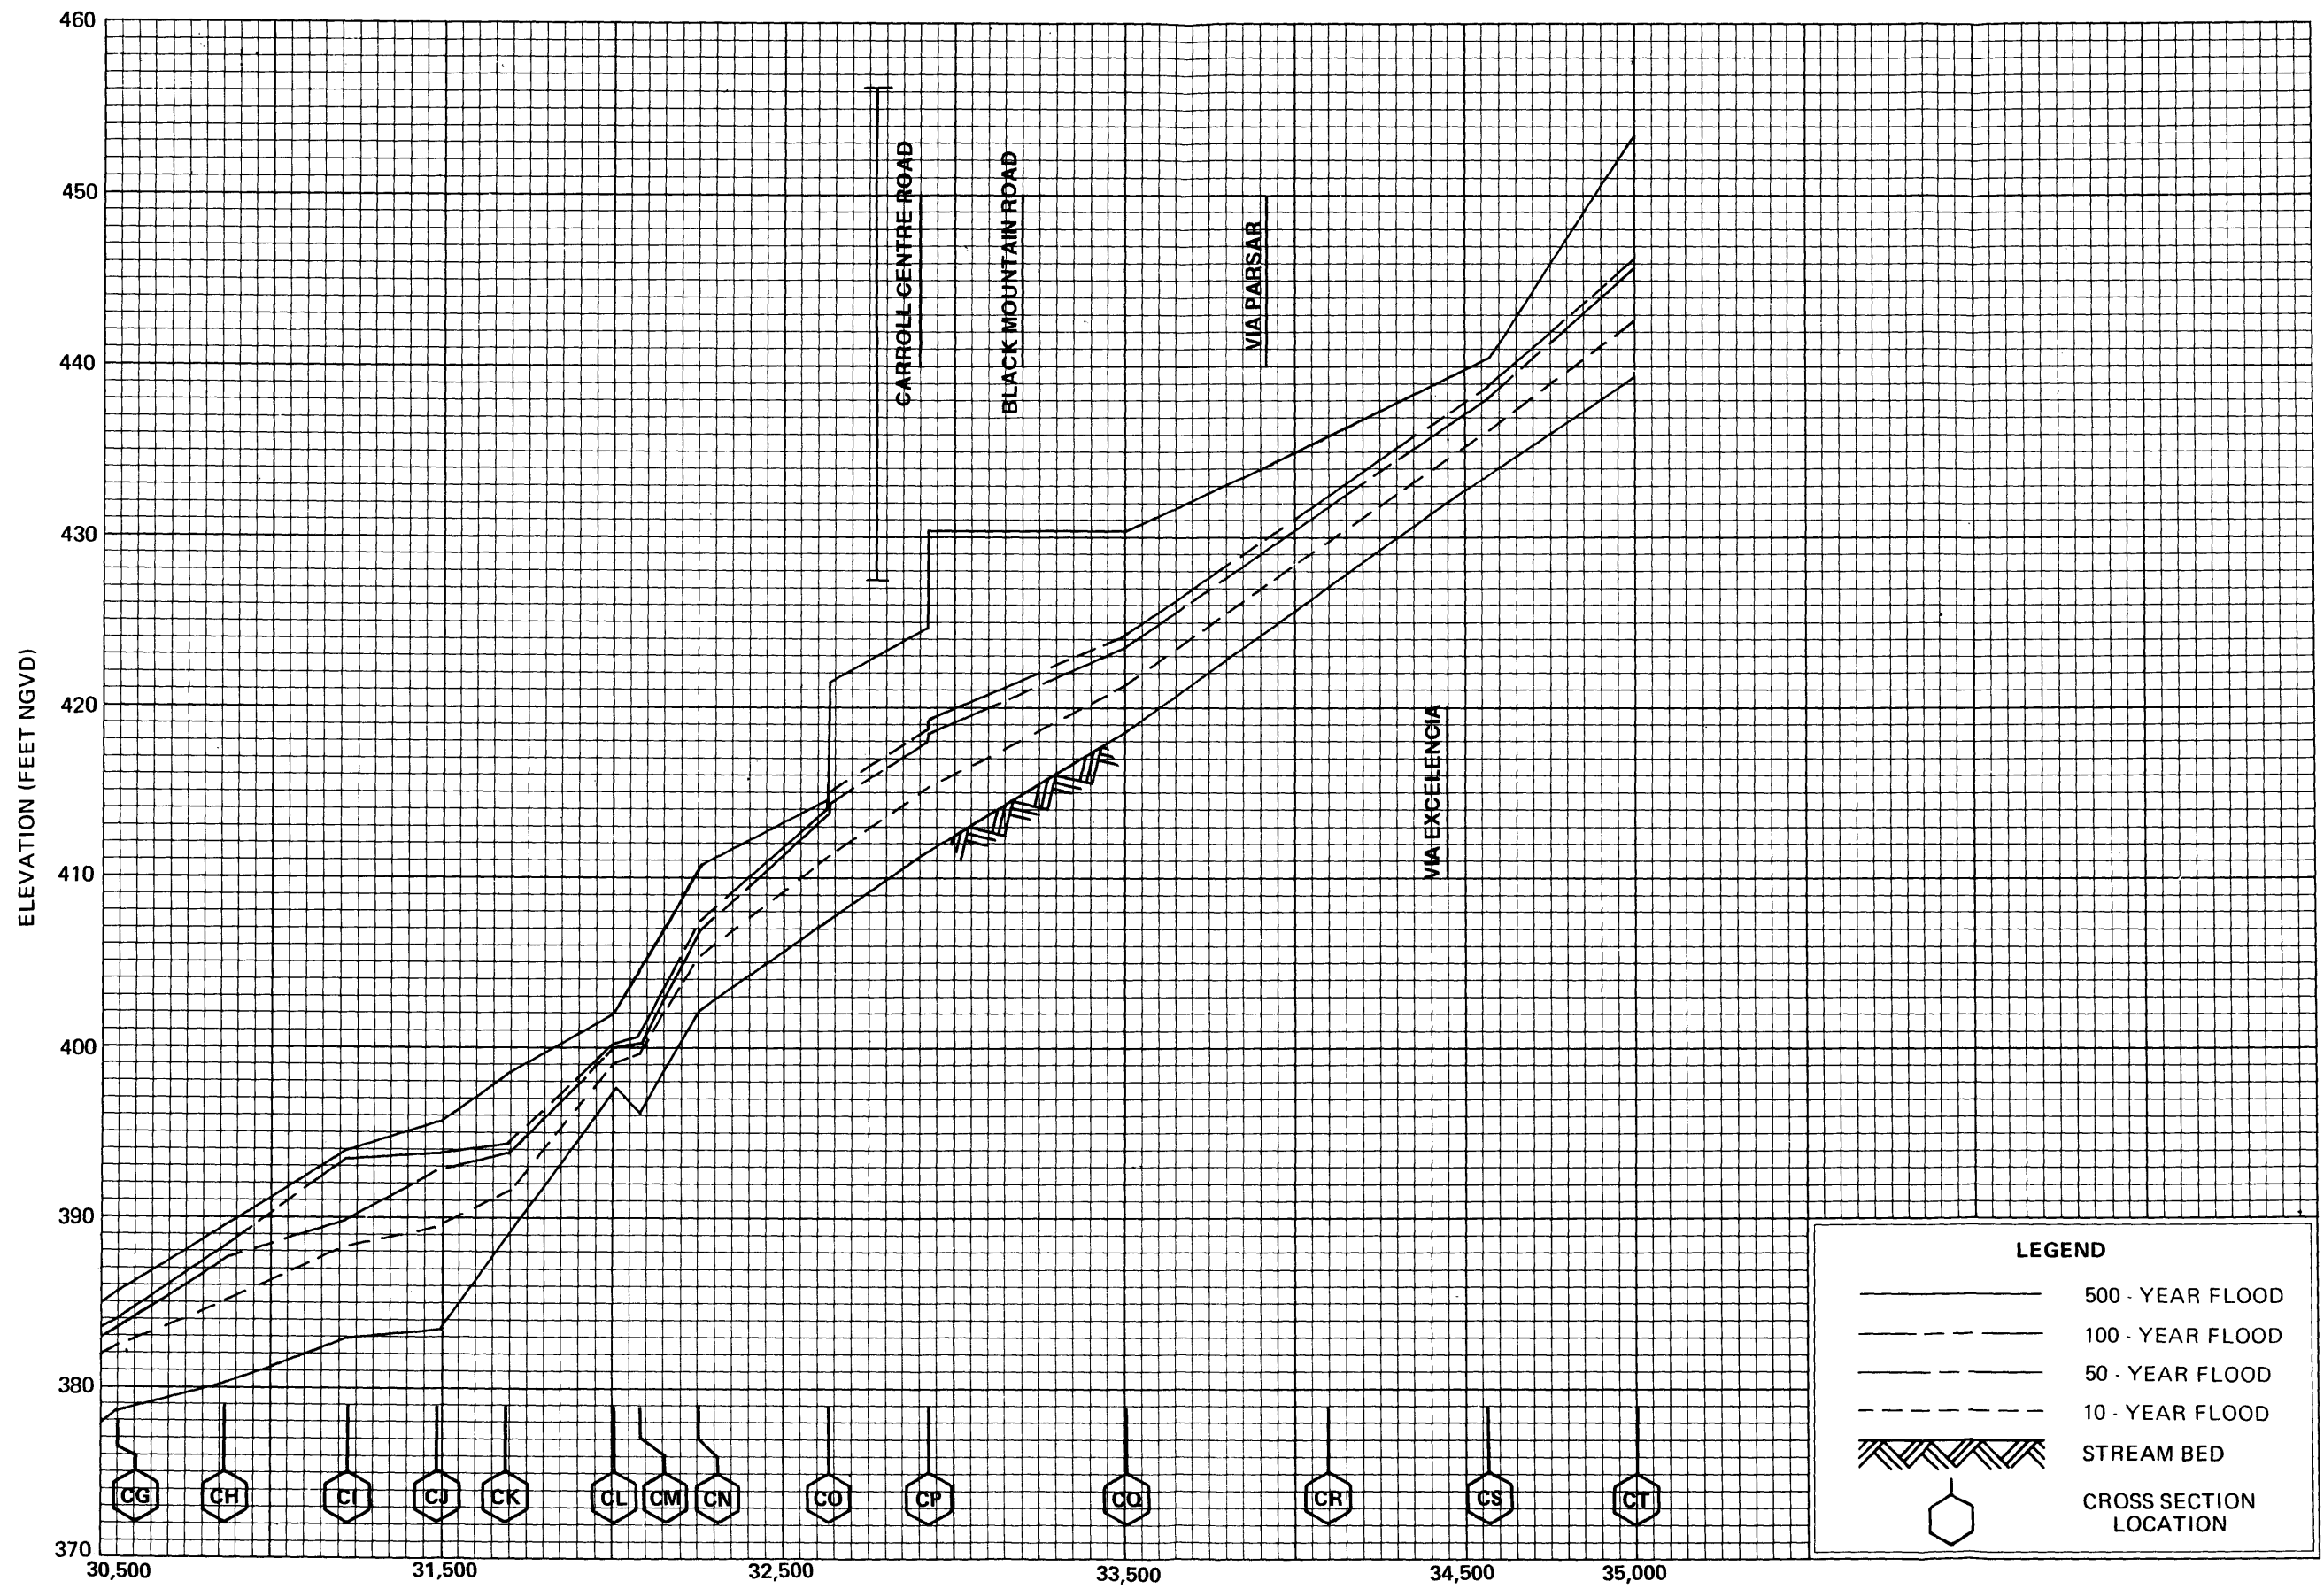 460
450
440
430
420
410
400
390
380
370
ELEVATION (FEET NGVD)
CARROLL CENTRE ROAD
BLACK MOUNTAIN ROAD
VIA PARSAR
VIA EXCELENCIA
LEGEND
500 - YEAR FLOOD
100 - YEAR FLOOD
50 - YEAR FLOOD
10 - YEAR FLOOD
STREAM BED
CROSS SECTION
LOCATION
CG
CH
CI
CJ
CK
CL
CM
CN
CO
CP
CQ
CR
CS
CT
30,500
31,500
32,500
33,500
34,500
35,000